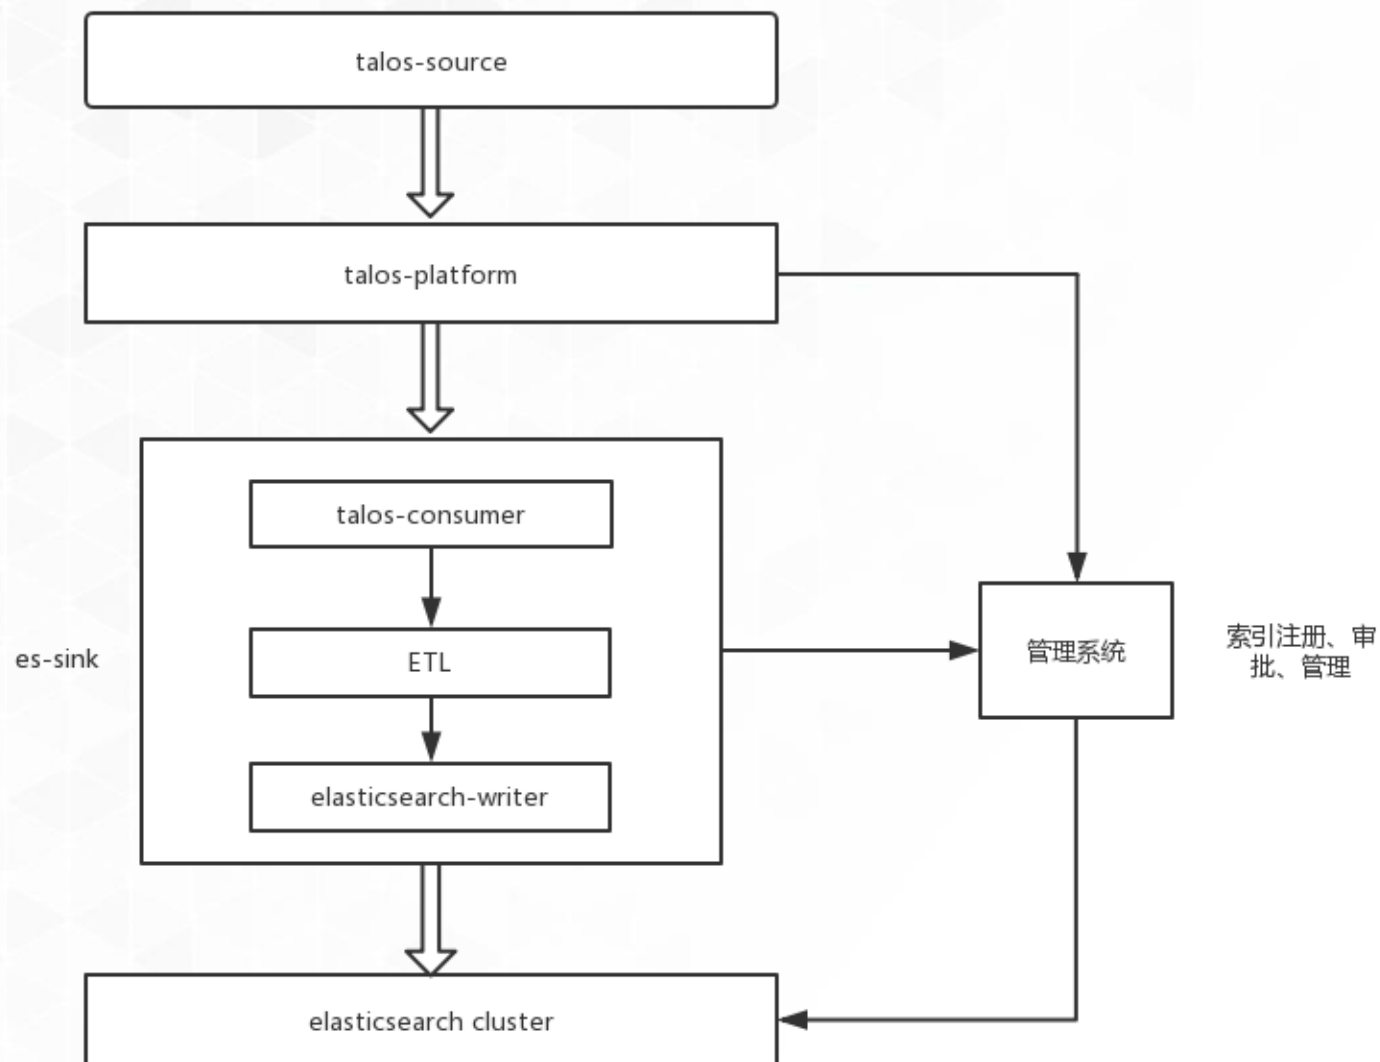 talos-source
talos-platform
talos-consumer
ETL
elasticsearch-writer
es-sink
管理系统
索引注册、审
批、管理
elasticsearch cluster